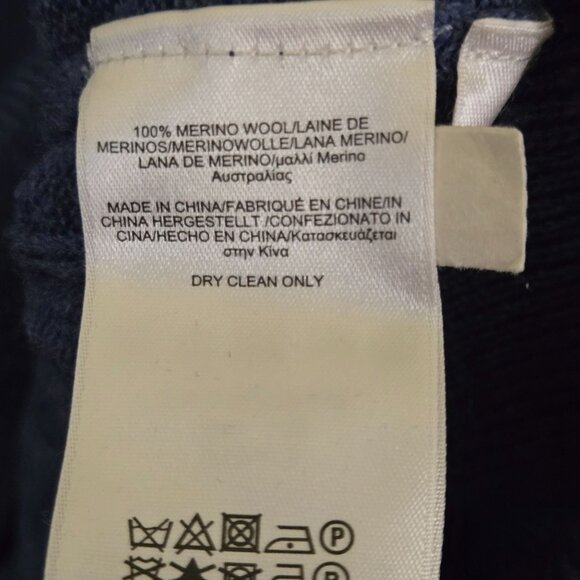 100% MERINO WOOL/LAINE DE
MERINOS/MERINOWOLLE/LANA MERINO/
LANA DE MERINO/μαλλί Merino
Αυστραλίας
MADE IN CHINA/FABRIQUÉ EN CHINE/IN
CHINA HERGESTELLT /CONFEZIONATO IN
CINA/HECHO EN CHINA/Κατασκευάζεται
στην Κίνα
DRY CLEAN ONLY
P
P